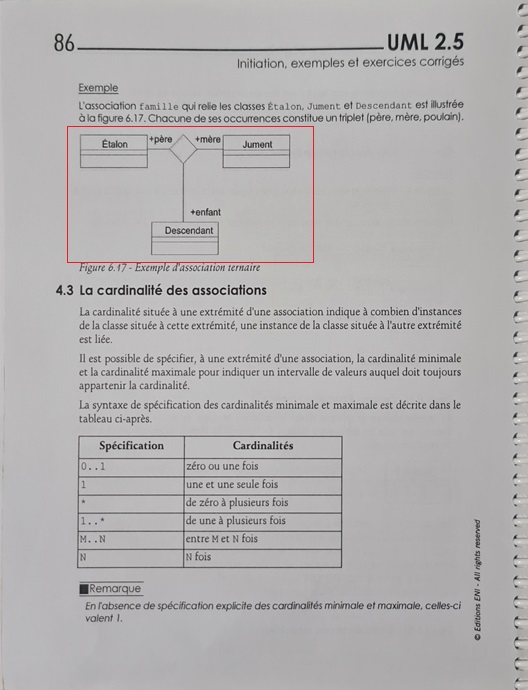 86 UML 2.5
Initiation, exemples et exercices corrigés
Exemple
L'association famille qui relie les classes Étalon, Jument et Descendant est illustrée
à la figure 6.17. Chacune de ses occurrences constitue un triplet (père, mère, poulain).
Étalon +père +mère Jument
+enfant
Descendant
Figure 6.17 - Exemple d'association ternaire
4.3 La cardinalité des associations
La cardinalité située à une extrémité d'une association indique à combien d'instances
de la classe située à cette extrémité, une instance de la classe située à l'autre extrémité
est liée.
Il est possible de spécifier, à une extrémité d'une association, la cardinalité minimale
et la cardinalité maximale pour indiquer un intervalle de valeurs auquel doit toujours
appartenir la cardinalité.
La syntaxe de spécification des cardinalités minimale et maximale est décrite dans le
tableau ci-après.
Spécification Cardinalités
0..1 zéro ou une fois
1 une et une seule fois
* de zéro à plusieurs fois
1..* de une à plusieurs fois
M..N entre M et N fois
N N fois
Remarque
En l'absence de spécification explicite des cardinalités minimale et maximale, celles-ci
valent 1.
© Editions ENI - All rights reserved